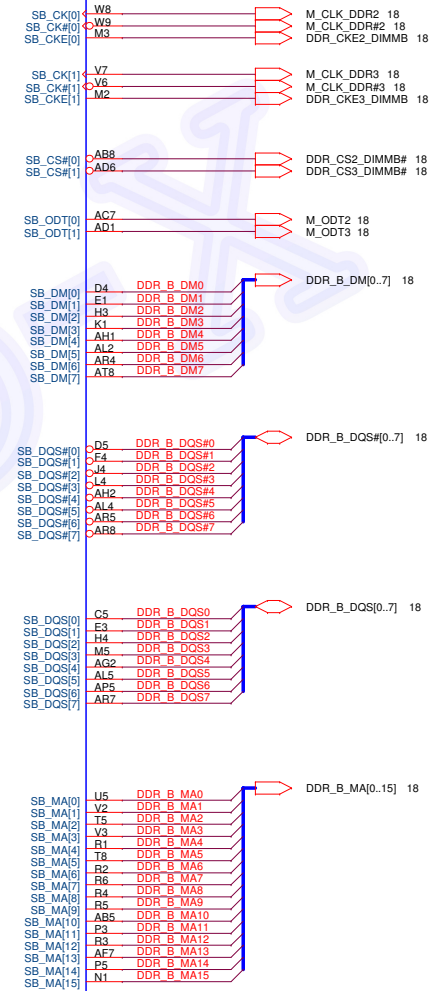 SB_CK[0] W8 M_CLK_DDR2 18
SB_CK#[0] W9 M_CLK_DDR#2 18
SB_CKE[0] M3 DDR_CKE2_DIMMB 18
SB_CK[1] V7 M_CLK_DDR3 18
SB_CK#[1] V6 M_CLK_DDR#3 18
SB_CKE[1] M2 DDR_CKE3_DIMMB 18
SB_CS#[0] AB8 DDR_CS2_DIMMB# 18
SB_CS#[1] AD6 DDR_CS3_DIMMB# 18
SB_ODT[0] AC7 M_ODT2 18
SB_ODT[1] AD1 M_ODT3 18
DDR_B_DM[0..7] 18
SB_DM[0] D4 DDR_B_DM0
SB_DM[1] E1 DDR_B_DM1
SB_DM[2] H3 DDR_B_DM2
SB_DM[3] K1 DDR_B_DM3
SB_DM[4] AH1 DDR_B_DM4
SB_DM[5] AL2 DDR_B_DM5
SB_DM[6] AR4 DDR_B_DM6
SB_DM[7] AT8 DDR_B_DM7
DDR_B_DQS#[0..7] 18
SB_DQS#[0] D5 DDR_B_DQS#0
SB_DQS#[1] F4 DDR_B_DQS#1
SB_DQS#[2] J4 DDR_B_DQS#2
SB_DQS#[3] L4 DDR_B_DQS#3
SB_DQS#[4] AH2 DDR_B_DQS#4
SB_DQS#[5] AL4 DDR_B_DQS#5
SB_DQS#[6] AR5 DDR_B_DQS#6
SB_DQS#[7] AR8 DDR_B_DQS#7
DDR_B_DQS[0..7] 18
SB_DQS[0] C5 DDR_B_DQS0
SB_DQS[1] E3 DDR_B_DQS1
SB_DQS[2] H4 DDR_B_DQS2
SB_DQS[3] M5 DDR_B_DQS3
SB_DQS[4] AG2 DDR_B_DQS4
SB_DQS[5] AL5 DDR_B_DQS5
SB_DQS[6] AP5 DDR_B_DQS6
SB_DQS[7] AR7 DDR_B_DQS7
DDR_B_MA[0..15] 18
SB_MA[0] U5 DDR_B_MA0
SB_MA[1] V2 DDR_B_MA1
SB_MA[2] T5 DDR_B_MA2
SB_MA[3] V3 DDR_B_MA3
SB_MA[4] R1 DDR_B_MA4
SB_MA[5] T8 DDR_B_MA5
SB_MA[6] R2 DDR_B_MA6
SB_MA[7] R6 DDR_B_MA7
SB_MA[8] R4 DDR_B_MA8
SB_MA[9] R5 DDR_B_MA9
SB_MA[10] AB5 DDR_B_MA10
SB_MA[11] P3 DDR_B_MA11
SB_MA[12] R3 DDR_B_MA12
SB_MA[13] AF7 DDR_B_MA13
SB_MA[14] P5 DDR_B_MA14
SB_MA[15] N1 DDR_B_MA15